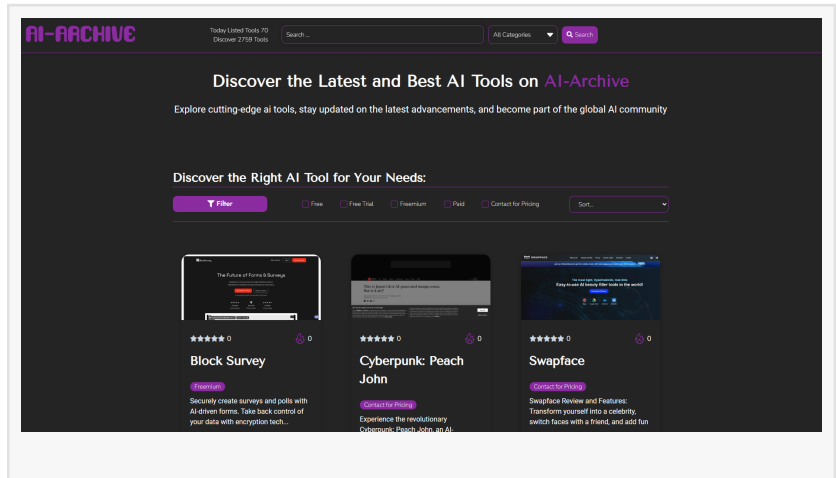 AI-ARCHIVE
Today Listed Tools 70
Discover 2759 Tools
Search ...
All Categories
Search
Discover the Latest and Best AI Tools on AI-Archive
Explore cutting-edge ai tools, stay updated on the latest advancements, and become part of the global AI community
Discover the Right AI Tool for Your Needs:
Filter
Free
Free Trial
Freemium
Paid
Contact for Pricing
Sort...
The Future of Forms & Surveys
Easy-to-use AI beauty filter tools in the world!
0 0
0 0
0 0
Block Survey
Freemium
Securely create surveys and polls with
AI-driven forms. Take back control of
your data with encryption tech...
Cyberpunk: Peach
John
Contact for Pricing
Experience the revolutionary
Cyberpunk: Peach John, an AI-
Swapface
Contact for Pricing
Swapface Review and Features:
Transform yourself into a celebrity,
switch faces with a friend, and add fun